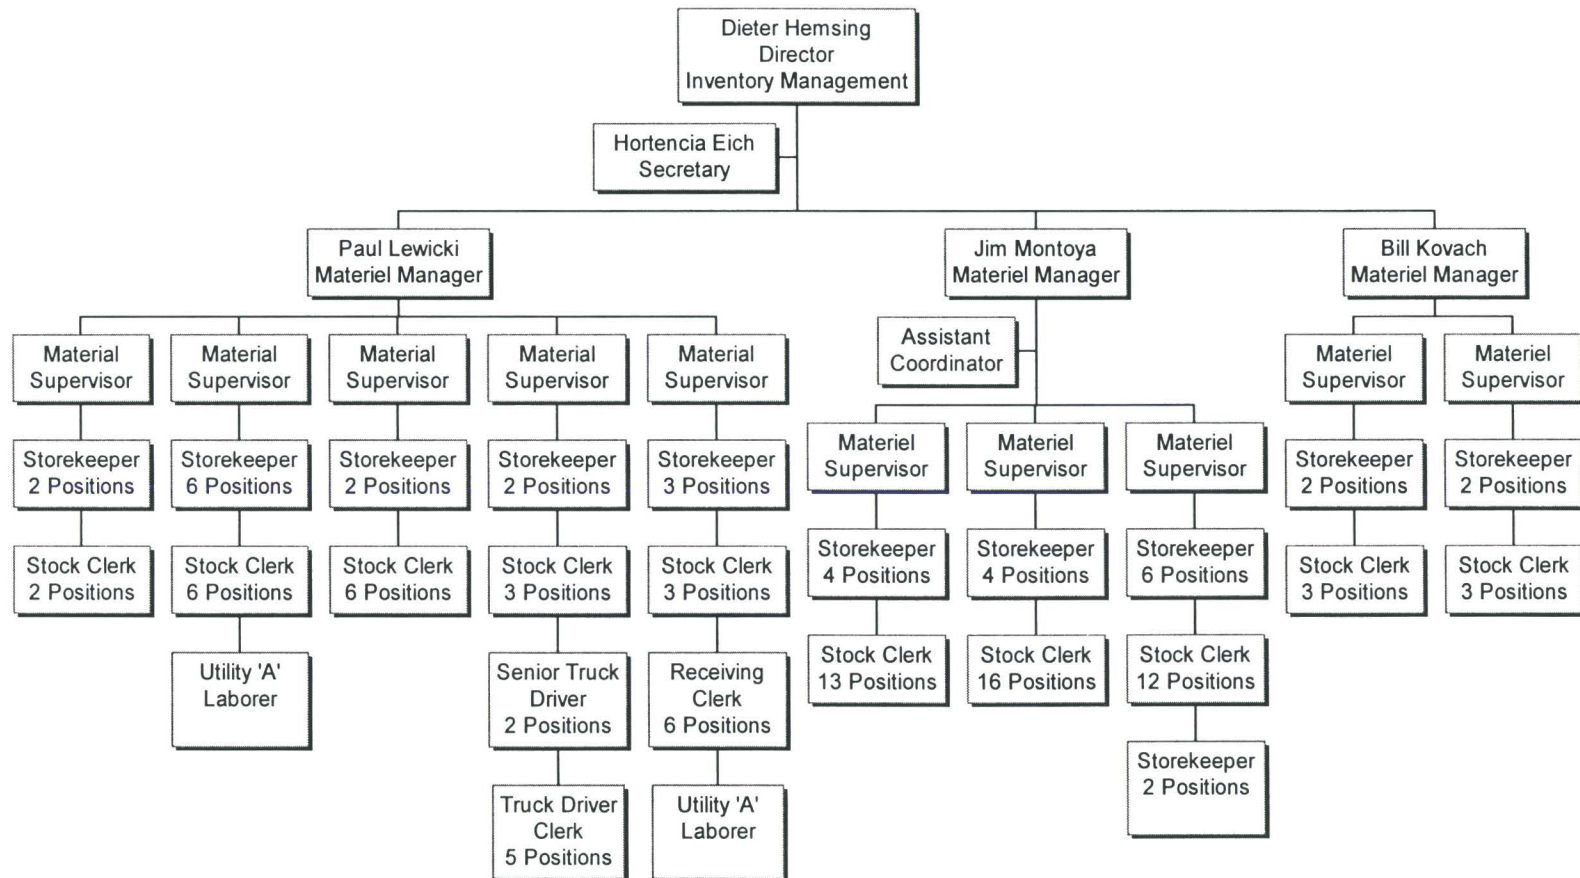 Dieter Hemsing
Director
Inventory Management
Hortencia Eich
Secretary
Paul Lewicki
Materiel Manager
Jim Montoya
Materiel Manager
Bill Kovach
Materiel Manager
Material
Supervisor
Material
Supervisor
Material
Supervisor
Material
Supervisor
Material
Supervisor
Assistant
Coordinator
Materiel
Supervisor
Materiel
Supervisor
Storekeeper
2 Positions
Storekeeper
6 Positions
Storekeeper
2 Positions
Storekeeper
2 Positions
Storekeeper
3 Positions
Materiel
Supervisor
Materiel
Supervisor
Materiel
Supervisor
Storekeeper
2 Positions
Storekeeper
2 Positions
Stock Clerk
2 Positions
Stock Clerk
6 Positions
Stock Clerk
6 Positions
Stock Clerk
3 Positions
Stock Clerk
3 Positions
Storekeeper
4 Positions
Storekeeper
4 Positions
Storekeeper
6 Positions
Stock Clerk
3 Positions
Stock Clerk
3 Positions
Utility 'A'
Laborer
Senior Truck
Driver
2 Positions
Receiving
Clerk
6 Positions
Stock Clerk
13 Positions
Stock Clerk
16 Positions
Stock Clerk
12 Positions
Truck Driver
Clerk
5 Positions
Utility 'A'
Laborer
Storekeeper
2 Positions